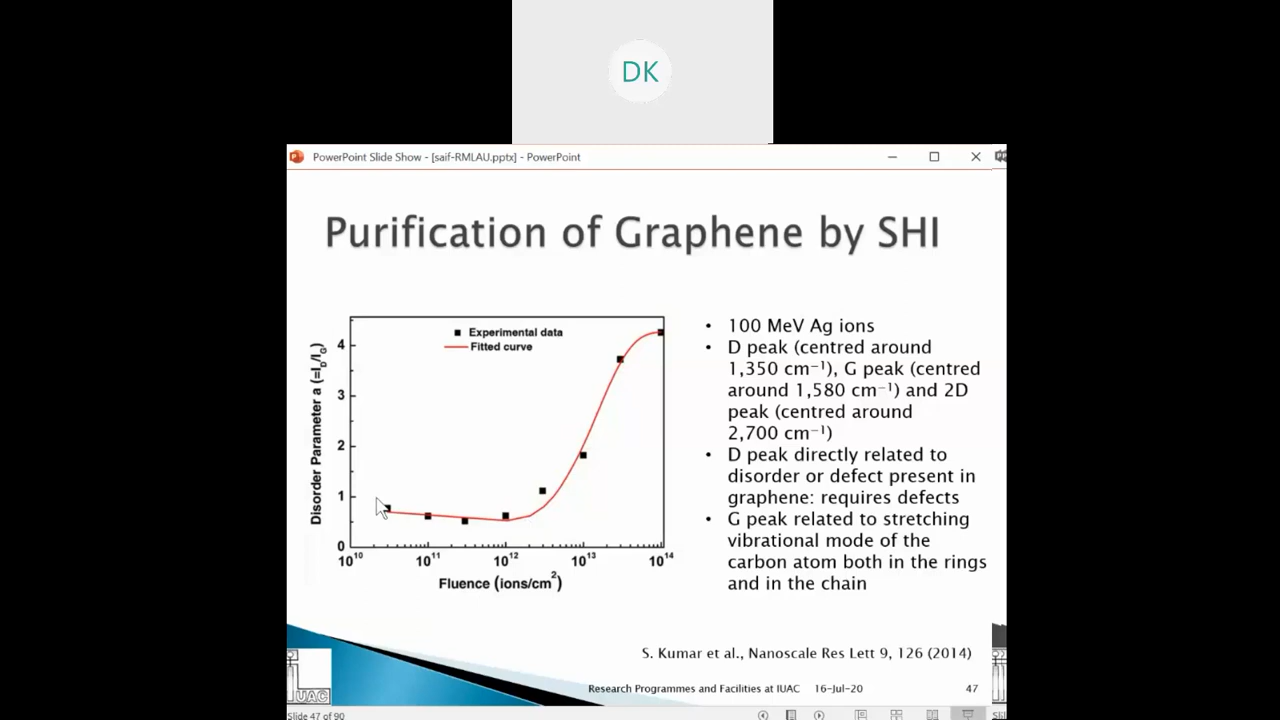 DK
PowerPoint Slide Show - [saif-RMLAU.pptx] - PowerPoint
Purification of Graphene by SHI
Disorder Parameter a (=I_D/I_G)
4
3
2
1
0
10^10
10^11
10^12
10^13
10^14
Fluence (ions/cm^2)
Experimental data
Fitted curve
• 100 MeV Ag ions
• D peak (centred around
1,350 cm⁻¹), G peak (centred
around 1,580 cm⁻¹) and 2D
peak (centred around
2,700 cm⁻¹)
• D peak directly related to
disorder or defect present in
graphene: requires defects
• G peak related to stretching
vibrational mode of the
carbon atom both in the rings
and in the chain
S. Kumar et al., Nanoscale Res Lett 9, 126 (2014)
IUAC
Research Programmes and Facilities at IUAC 16-Jul-20 47
Slide 47 of 90